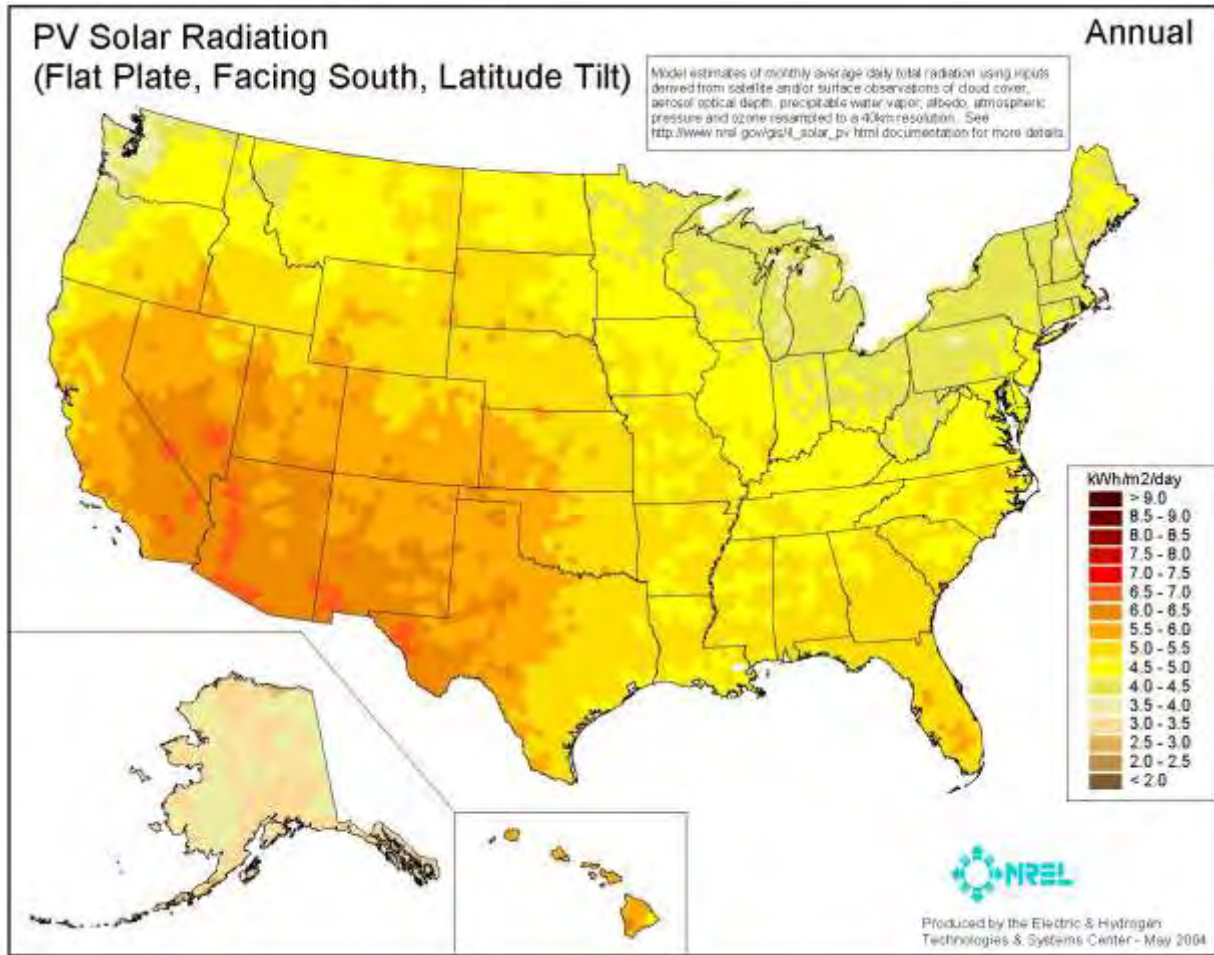 PV Solar Radiation
(Flat Plate, Facing South, Latitude Tilt)
Annual
Model estimates of monthly average daily total radiation using inputs
derived from satellite and/or surface observations of cloud cover,
aerosol optical depth, precipitable water vapor, albedo, atmospheric
pressure and ozone resampled to a 40km resolution. See
http://www.nrel.gov/gis/il_solar_pv.html documentation for more details.
kWh/m2/day
> 9.0
8.5 - 9.0
8.0 - 8.5
7.5 - 8.0
7.0 - 7.5
6.5 - 7.0
6.0 - 6.5
5.5 - 6.0
5.0 - 5.5
4.5 - 5.0
4.0 - 4.5
3.5 - 4.0
3.0 - 3.5
2.5 - 3.0
2.0 - 2.5
< 2.0
NREL
Produced by the Electric & Hydrogen
Technologies & Systems Center - May 2004